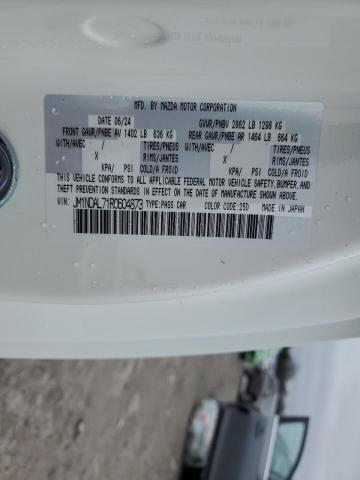 MFD. BY MAZDA MOTOR CORPORATION
DATE 06/24 GVWR/PNBV 2862 LB 1298 KG
FRONT GAWR/PNBE AV 1402 LB 636 KG REAR GAWR/PNBE AR 1464 LB 664 KG
WITH/AVEC / TIRES/PNEUS WITH/AVEC / TIRES/PNEUS
X RIMS/JANTES X RIMS/JANTES
KPA/ PSI COLD/A FROID KPA/ PSI COLD/A FROID
THIS VEHICLE CONFORMS TO ALL APPLICABLE FEDERAL MOTOR VEHICLE SAFETY, BUMPER, AND
THEFT PREVENTION STANDARDS IN EFFECT ON THE DATE OF MANUFACTURE SHOWN ABOVE.
VIN: JM1NDAL71R0604873 TYPE:PASS CAR COLOR CODE:25D MADE IN JAPAN